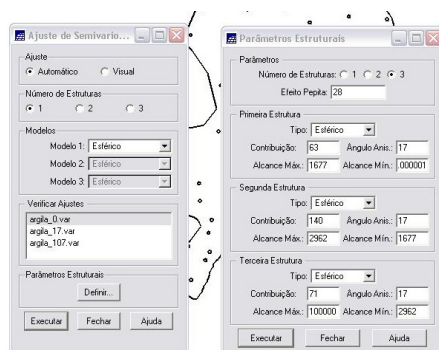 Ajuste de Semivario...
Ajuste
Automático Visual
Número de Estruturas
1 2 3
Modelos
Modelo 1: Esférico
Modelo 2: Esférico
Modelo 3: Esférico
Verificar Ajustes
argila_0.var
argila_17.var
argila_107.var
Parâmetros Estruturais
Definir...
Executar Fechar Ajuda
Parâmetros Estruturais
Parâmetros
Número de Estruturas: 1 2 3
Efeito Pepita: 28
Primeira Estrutura
Tipo: Esférico
Contribuição: 63 Ângulo Anis.: 17
Alcance Máx.: 1677 Alcance Mín.: .000001
Segunda Estrutura
Tipo: Esférico
Contribuição: 140 Ângulo Anis.: 17
Alcance Máx.: 2962 Alcance Mín.: 1677
Terceira Estrutura
Tipo: Esférico
Contribuição: 71 Ângulo Anis.: 17
Alcance Máx.: 100000 Alcance Mín.: 2962
Executar Fechar Ajuda